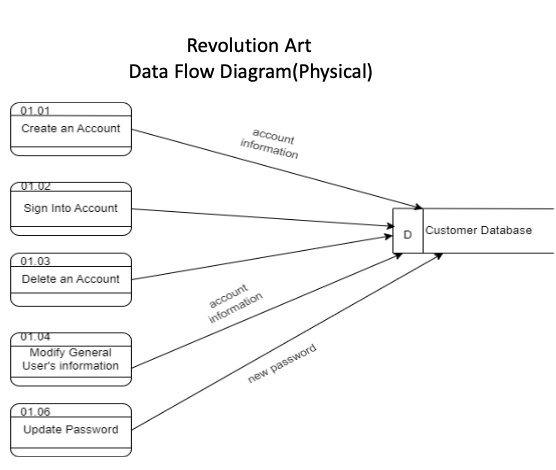 Revolution Art
Data Flow Diagram(Physical)
01.01
Create an Account
account
information
01.02
Sign Into Account
D
Customer Database
01.03
Delete an Account
account
information
01.04
Modify General
User's information
new password
01.06
Update Password